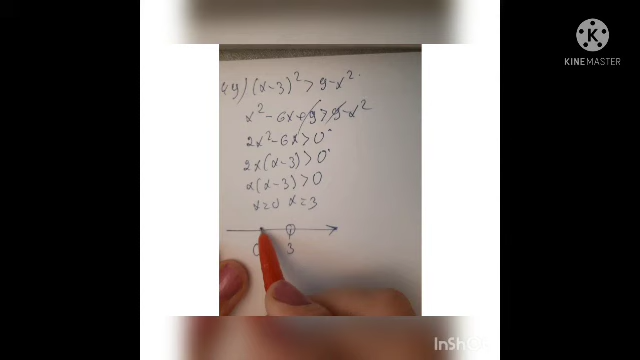 K
KINEMASTER
49) (x-3)² > 9-x².
x² - 6x + 9 > 9 - x²
2x² - 6x > 0
2x(x-3) > 0
x(x-3) > 0
x=0 x=3
0 3
InSh